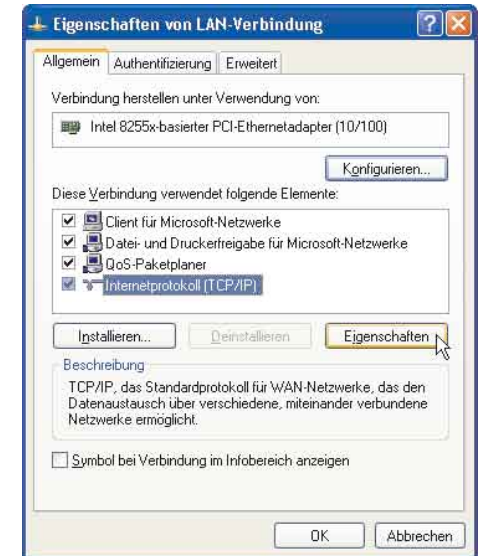 Eigenschaften von LAN-Verbindung
Allgemein Authentifizierung Erweitert
Verbindung herstellen unter Verwendung von:
Intel 8255x-basierter PCI-Ethernetadapter (10/100)
Konfigurieren...
Diese Verbindung verwendet folgende Elemente:
Client für Microsoft-Netzwerke
Datei- und Druckerfreigabe für Microsoft-Netzwerke
QoS-Paketplaner
Internetprotokoll (TCP/IP)
Installieren... Deinstallieren Eigenschaften
Beschreibung
TCP/IP, das Standardprotokoll für WAN-Netzwerke, das den
Datenaustausch über verschiedene, miteinander verbundene
Netzwerke ermöglicht.
Symbol bei Verbindung im Infobereich anzeigen
OK Abbrechen